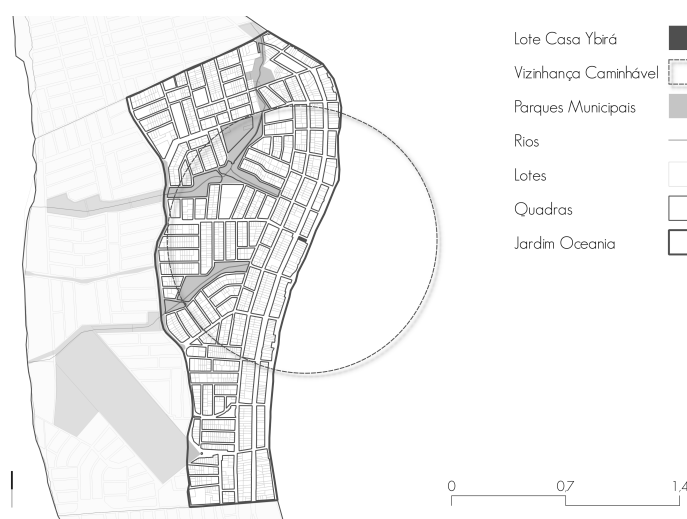 Lote Casa Ybirá
Vizinhança Caminhável
Parques Municipais
Rios
Lotes
Quadras
Jardim Oceania
0 0,7 1,4